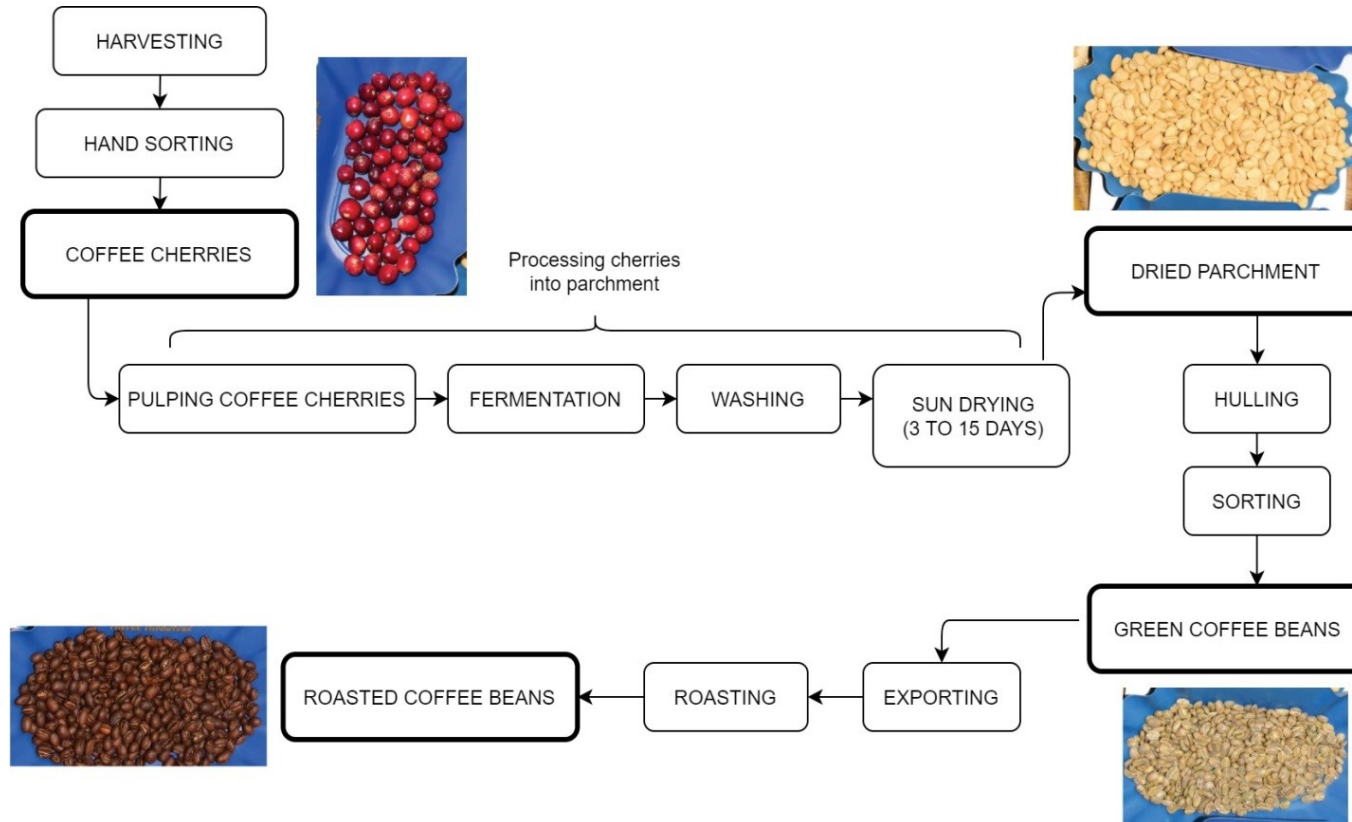 HARVESTING
HAND SORTING
COFFEE CHERRIES
Processing cherries
into parchment
PULPING COFFEE CHERRIES
FERMENTATION
WASHING
SUN DRYING
(3 TO 15 DAYS)
DRIED PARCHMENT
HULLING
SORTING
GREEN COFFEE BEANS
EXPORTING
ROASTING
ROASTED COFFEE BEANS